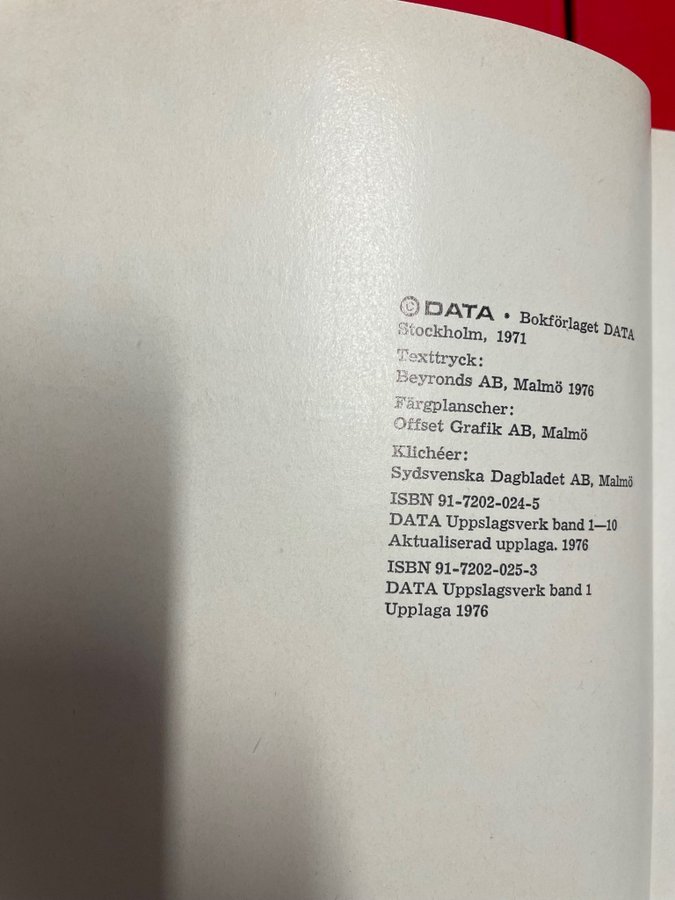 © DATA • Bokförlaget DATA
Stockholm, 1971
Texttryck:
Beyronds AB, Malmö 1976
Färgplanscher:
Offset Grafik AB, Malmö
Klichéer:
Sydsvenska Dagbladet AB, Malmö
ISBN 91-7202-024-5
DATA Uppslagsverk band 1—10
Aktualiserad upplaga. 1976
ISBN 91-7202-025-3
DATA Uppslagsverk band 1
Upplaga 1976